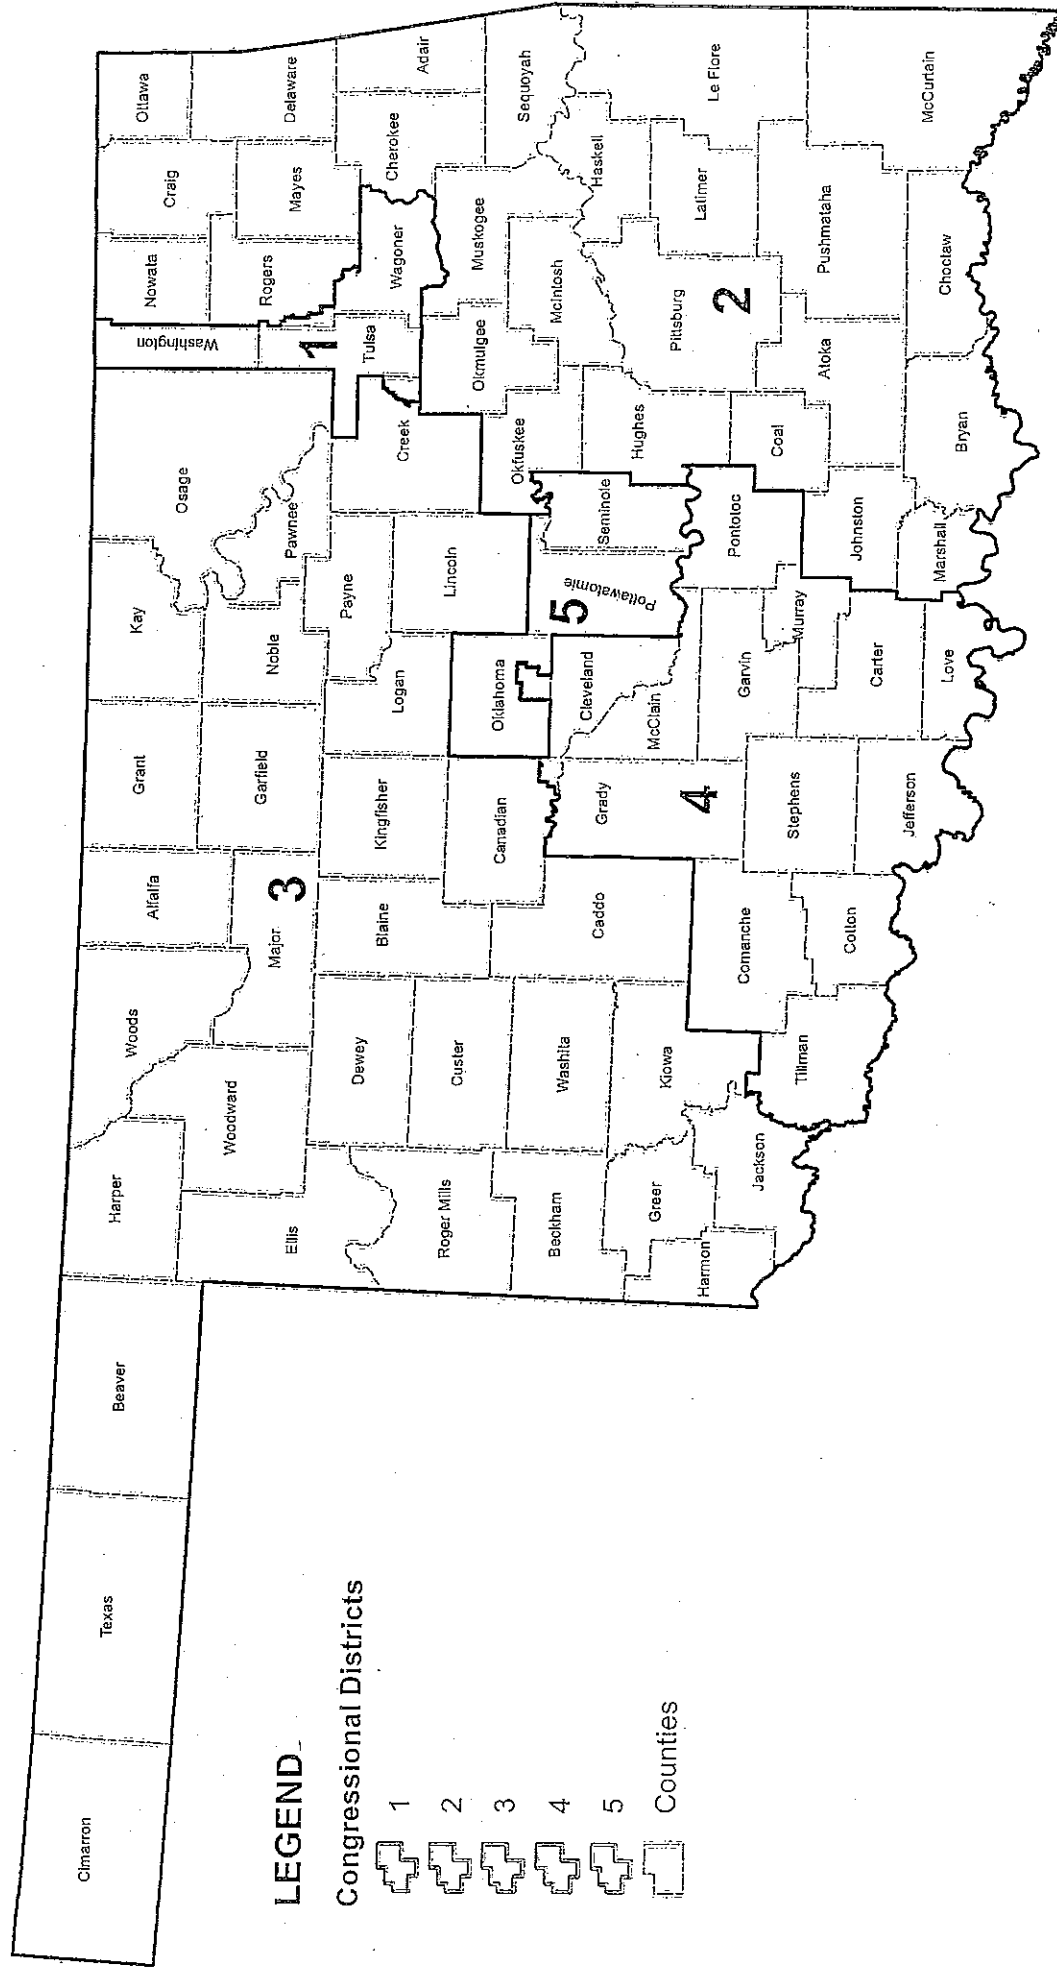 Cimarron
Texas
Beaver
Harper
Woods
Alfalfa
Grant
Kay
Osage
Washington
Nowata
Craig
Ottawa
Ellis
Woodward
Major
Garfield
Noble
Pawnee
Rogers
Mayes
Delaware
3
1
Tulsa
Wagoner
Cherokee
Adair
Roger Mills
Dewey
Blaine
Kingfisher
Logan
Payne
Creek
Custer
Canadian
Oklahoma
Lincoln
Okmulgee
Muskogee
Sequoyah
Beckham
Washita
Caddo
Grady
Cleveland
5
Pottawatomie
Seminole
Okfuskee
McIntosh
Haskell
Greer
Kiowa
Comanche
4
McClain
Hughes
Pittsburg
2
Latimer
Le Flore
Harmon
Jackson
Tillman
Cotton
Stephens
Garvin
Murray
Pontotoc
Coal
Atoka
Pushmataha
McCurtain
Jefferson
Carter
Love
Johnston
Marshall
Bryan
Choctaw
LEGEND
Congressional Districts
1
2
3
4
5
Counties